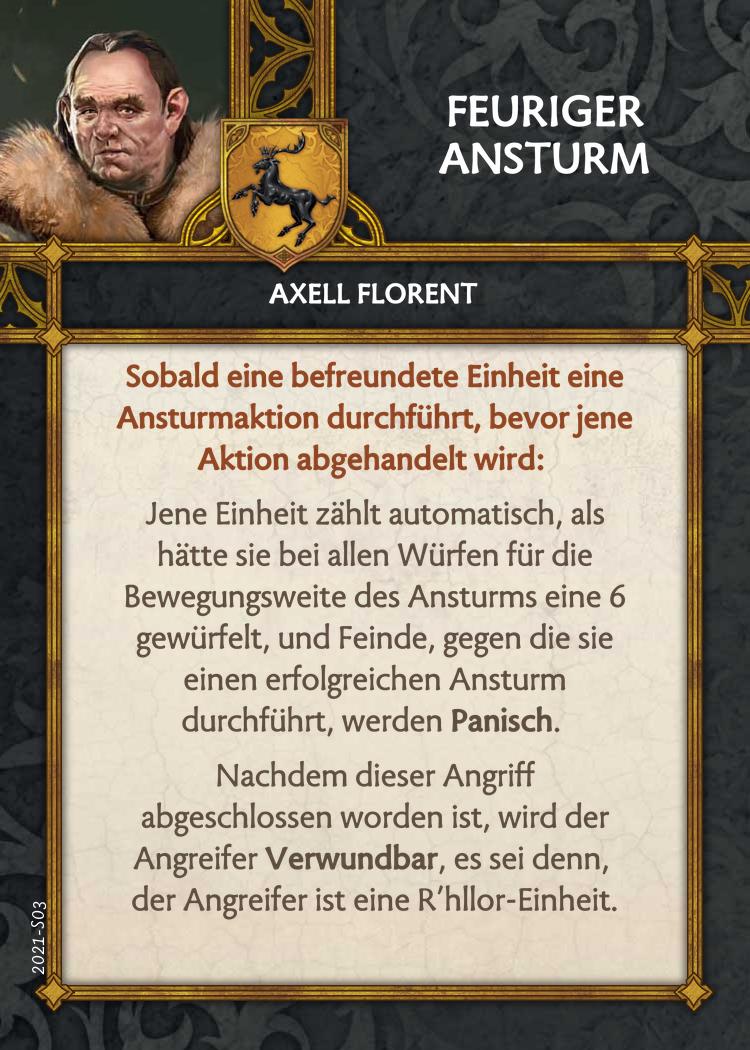 FEURIGER
ANSTURM
AXELL FLORENT
Sobald eine befreundete Einheit eine
Ansturmaktion durchführt, bevor jene
Aktion abgehandelt wird:
Jene Einheit zählt automatisch, als
hätte sie bei allen Würfen für die
Bewegungsweite des Ansturms eine 6
gewürfelt, und Feinde, gegen die sie
einen erfolgreichen Ansturm
durchführt, werden Panisch.
Nachdem dieser Angriff
abgeschlossen worden ist, wird der
Angreifer Verwundbar, es sei denn,
der Angreifer ist eine R’hllor-Einheit.
2021-S03